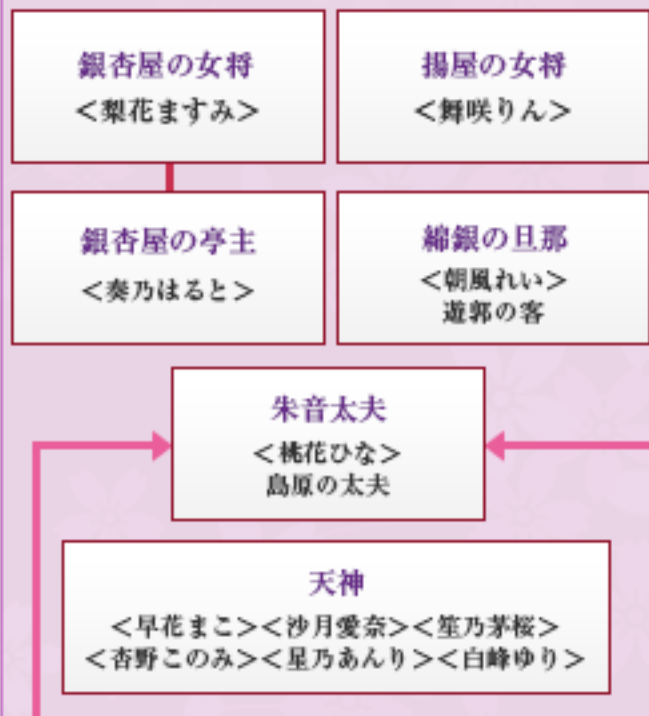 銀杏屋の女将
＜梨花ますみ＞
揚屋の女将
＜舞咲りん＞
銀杏屋の亭主
＜奏乃はると＞
綿銀の旦那
＜朝風れい＞
遊郭の客
朱音太夫
＜桃花ひな＞
島原の太夫
天神
＜早花まこ＞＜沙月愛奈＞＜笙乃茅桜＞
＜杏野このみ＞＜星乃あんり＞＜白峰ゆり＞